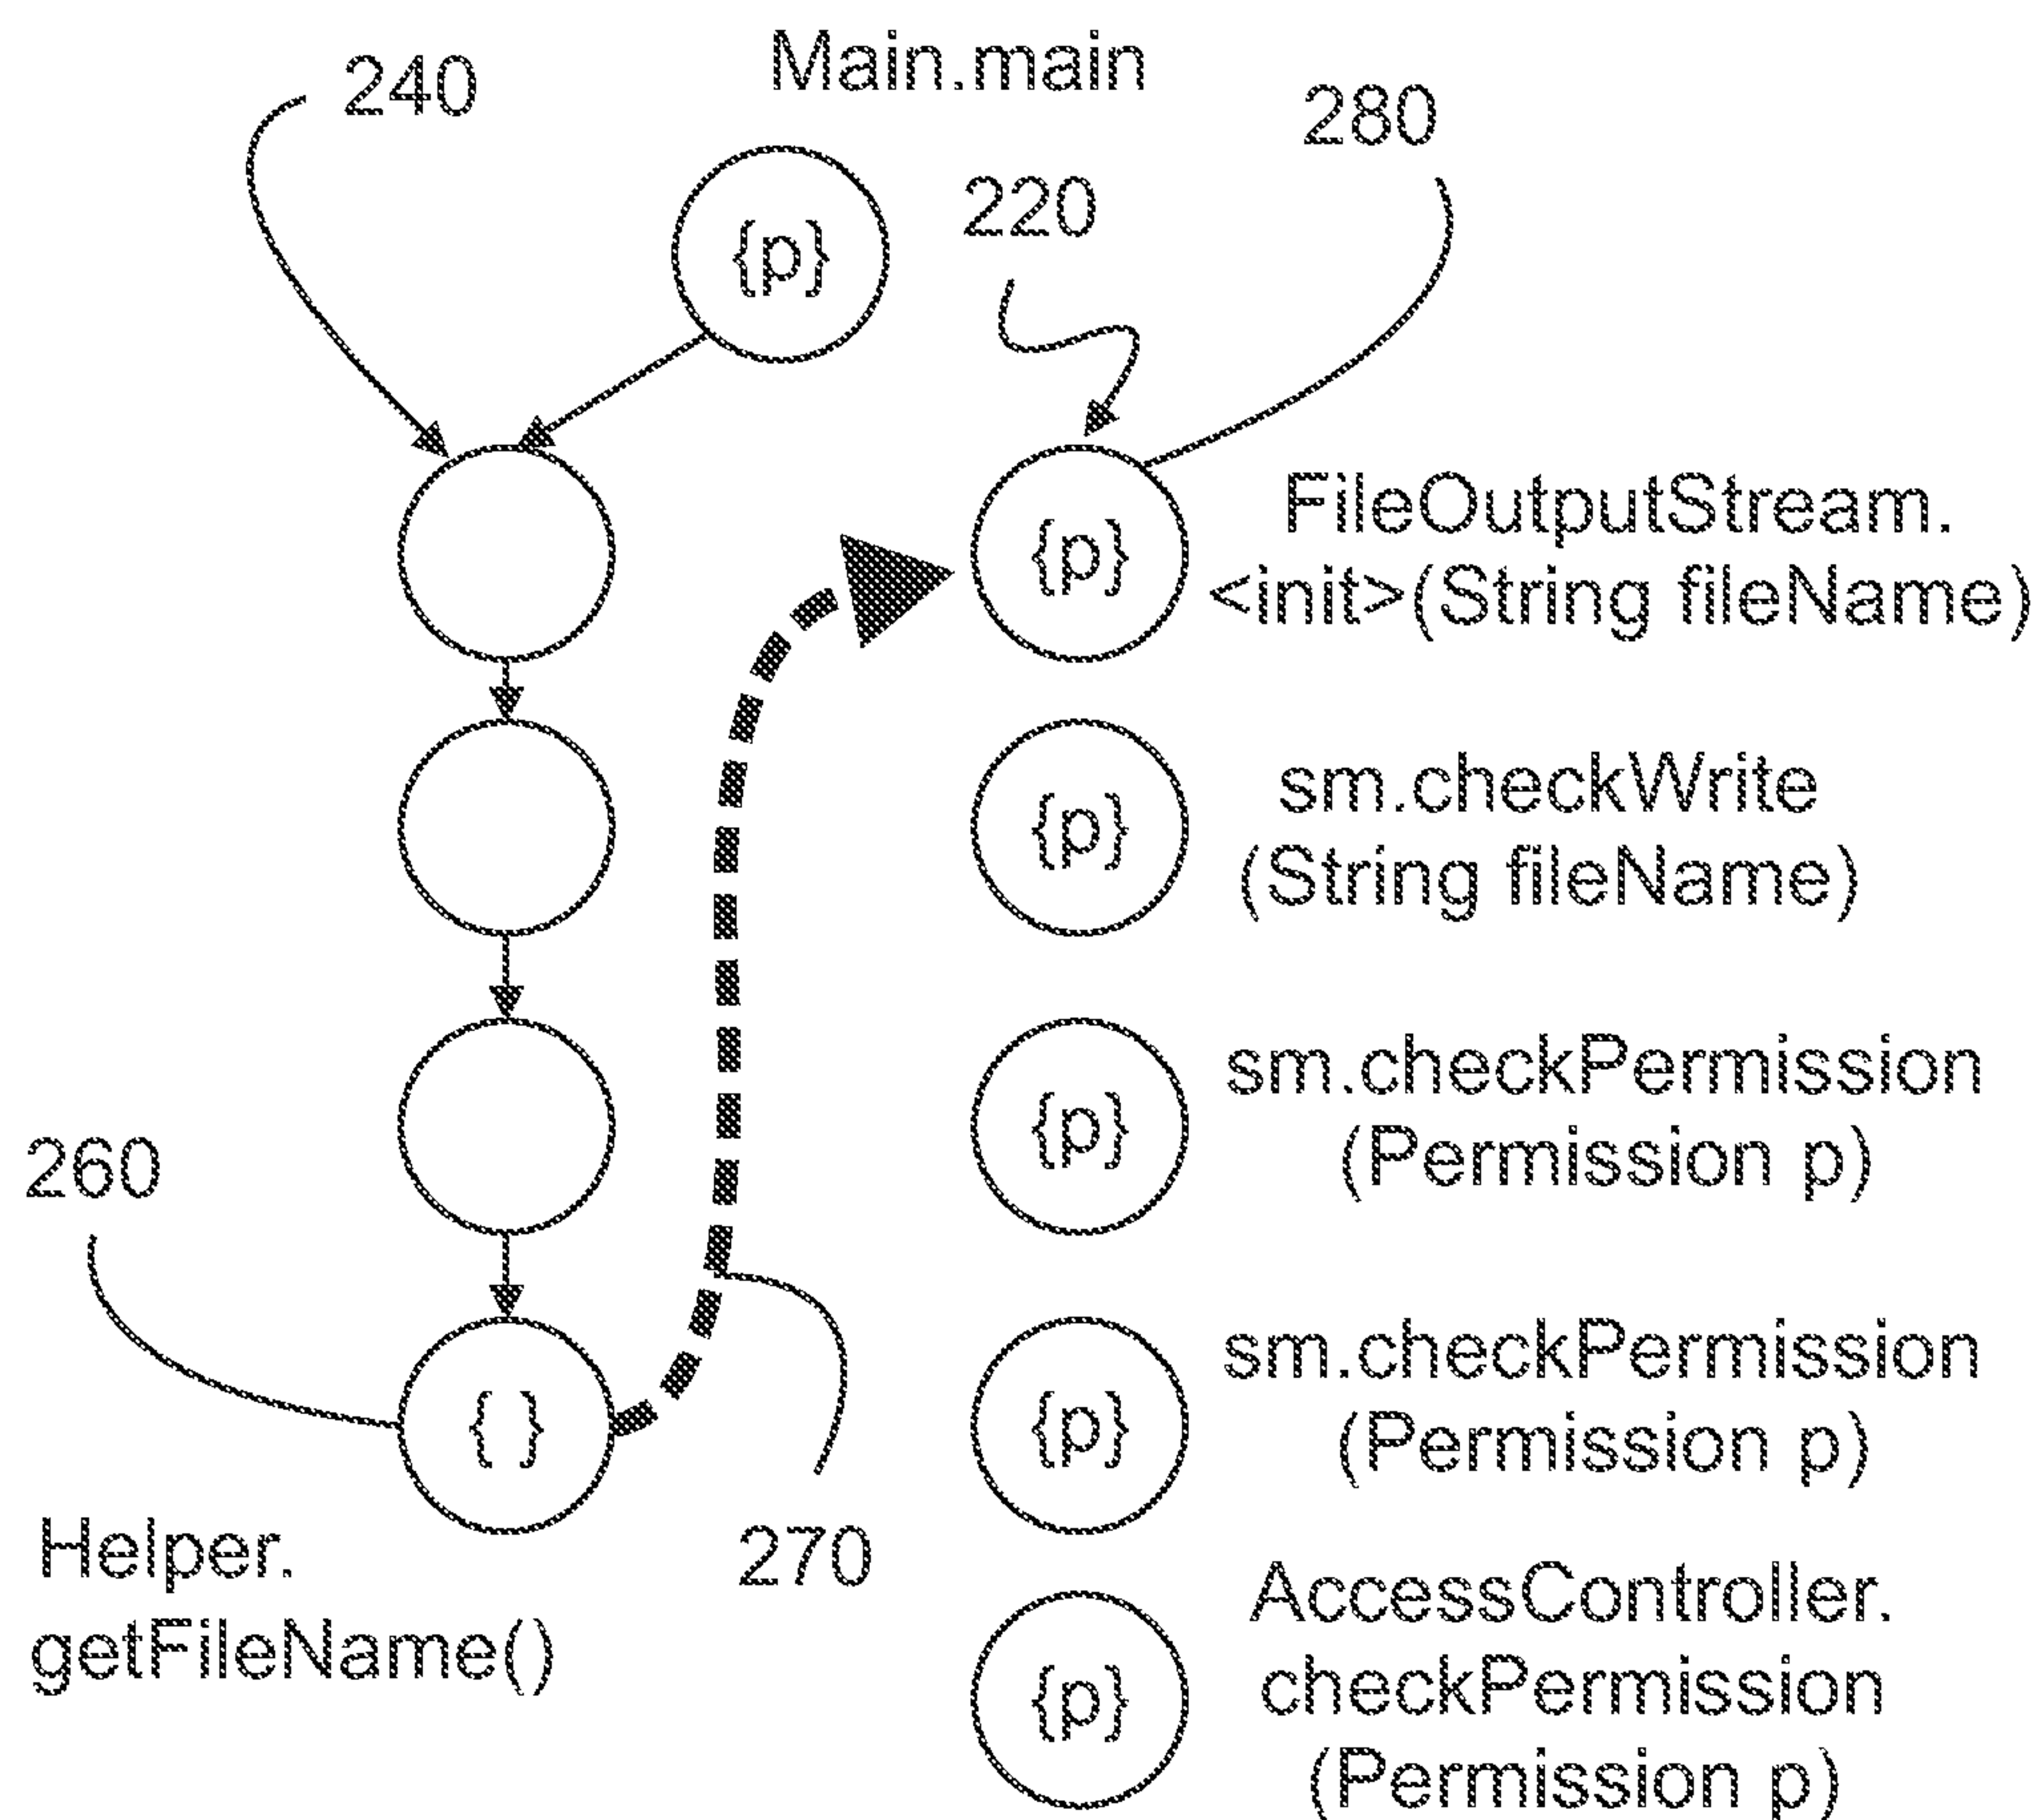 240
Main.main
280
220
{p}
{p}
FileOutputStream.
<init>(String fileName)
{p}
sm.checkWrite
(String fileName)
{p}
sm.checkPermission
(Permission p)
260
{ }
{p}
sm.checkPermission
(Permission p)
Helper.
getFileName()
270
{p}
AccessController.
checkPermission
(Permission p)